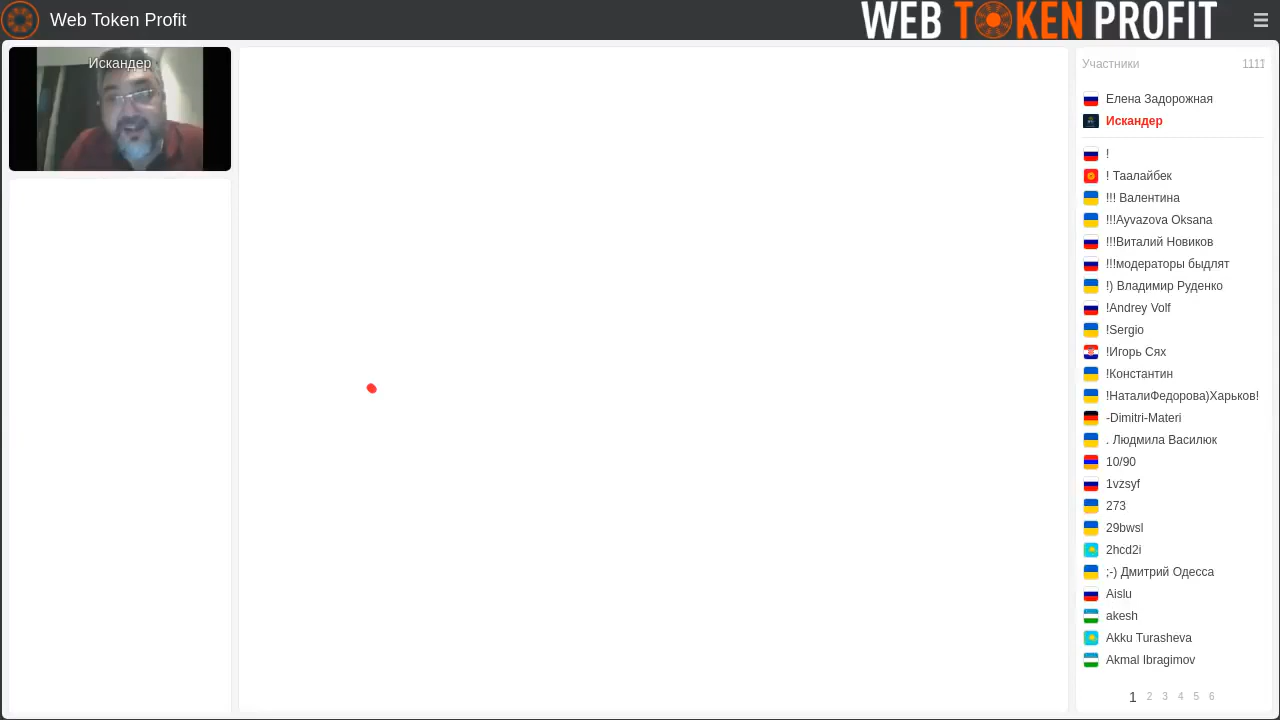 Web Token Profit
WEB TOKEN PROFIT
Искандер
Участники
Елена Задорожная
Искандер
!
! Таалайбек
!!! Валентина
!!!Ayvazova Oksana
!!!Виталий Новиков
!!!модераторы быдлят
!) Владимир Руденко
!Andrey Volf
!Sergio
!Игорь Сях
!Константин
!НаталиФедорова)Харьков!
-Dimitri-Materi
. Людмила Василюк
10/90
1vzsyf
273
29bwsl
2hcd2i
;-) Дмитрий Одесса
Aislu
akesh
Akku Turasheva
Akmal Ibragimov
1 2 3 4 5 6